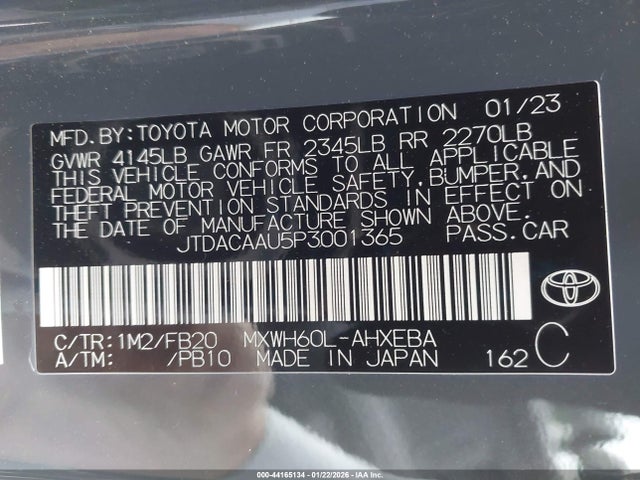 MFD.BY:TOYOTA MOTOR CORPORATION 01/23
GVWR 4145LB GAWR FR 2345LB RR 2270LB
THIS VEHICLE CONFORMS TO ALL APPLICABLE
FEDERAL MOTOR VEHICLE SAFETY,BUMPER,AND
THEFT PREVENTION STANDARDS IN EFFECT ON
THE DATE OF MANUFACTURE SHOWN ABOVE.
JTDACAAU5P3001365 PASS.CAR
C/TR:1M2/FB20 MXWH60L-AHXEBA
A/TM: /PB10 MADE IN JAPAN 162 C
000-44165134 - 01/22/2026 - IAA Inc.